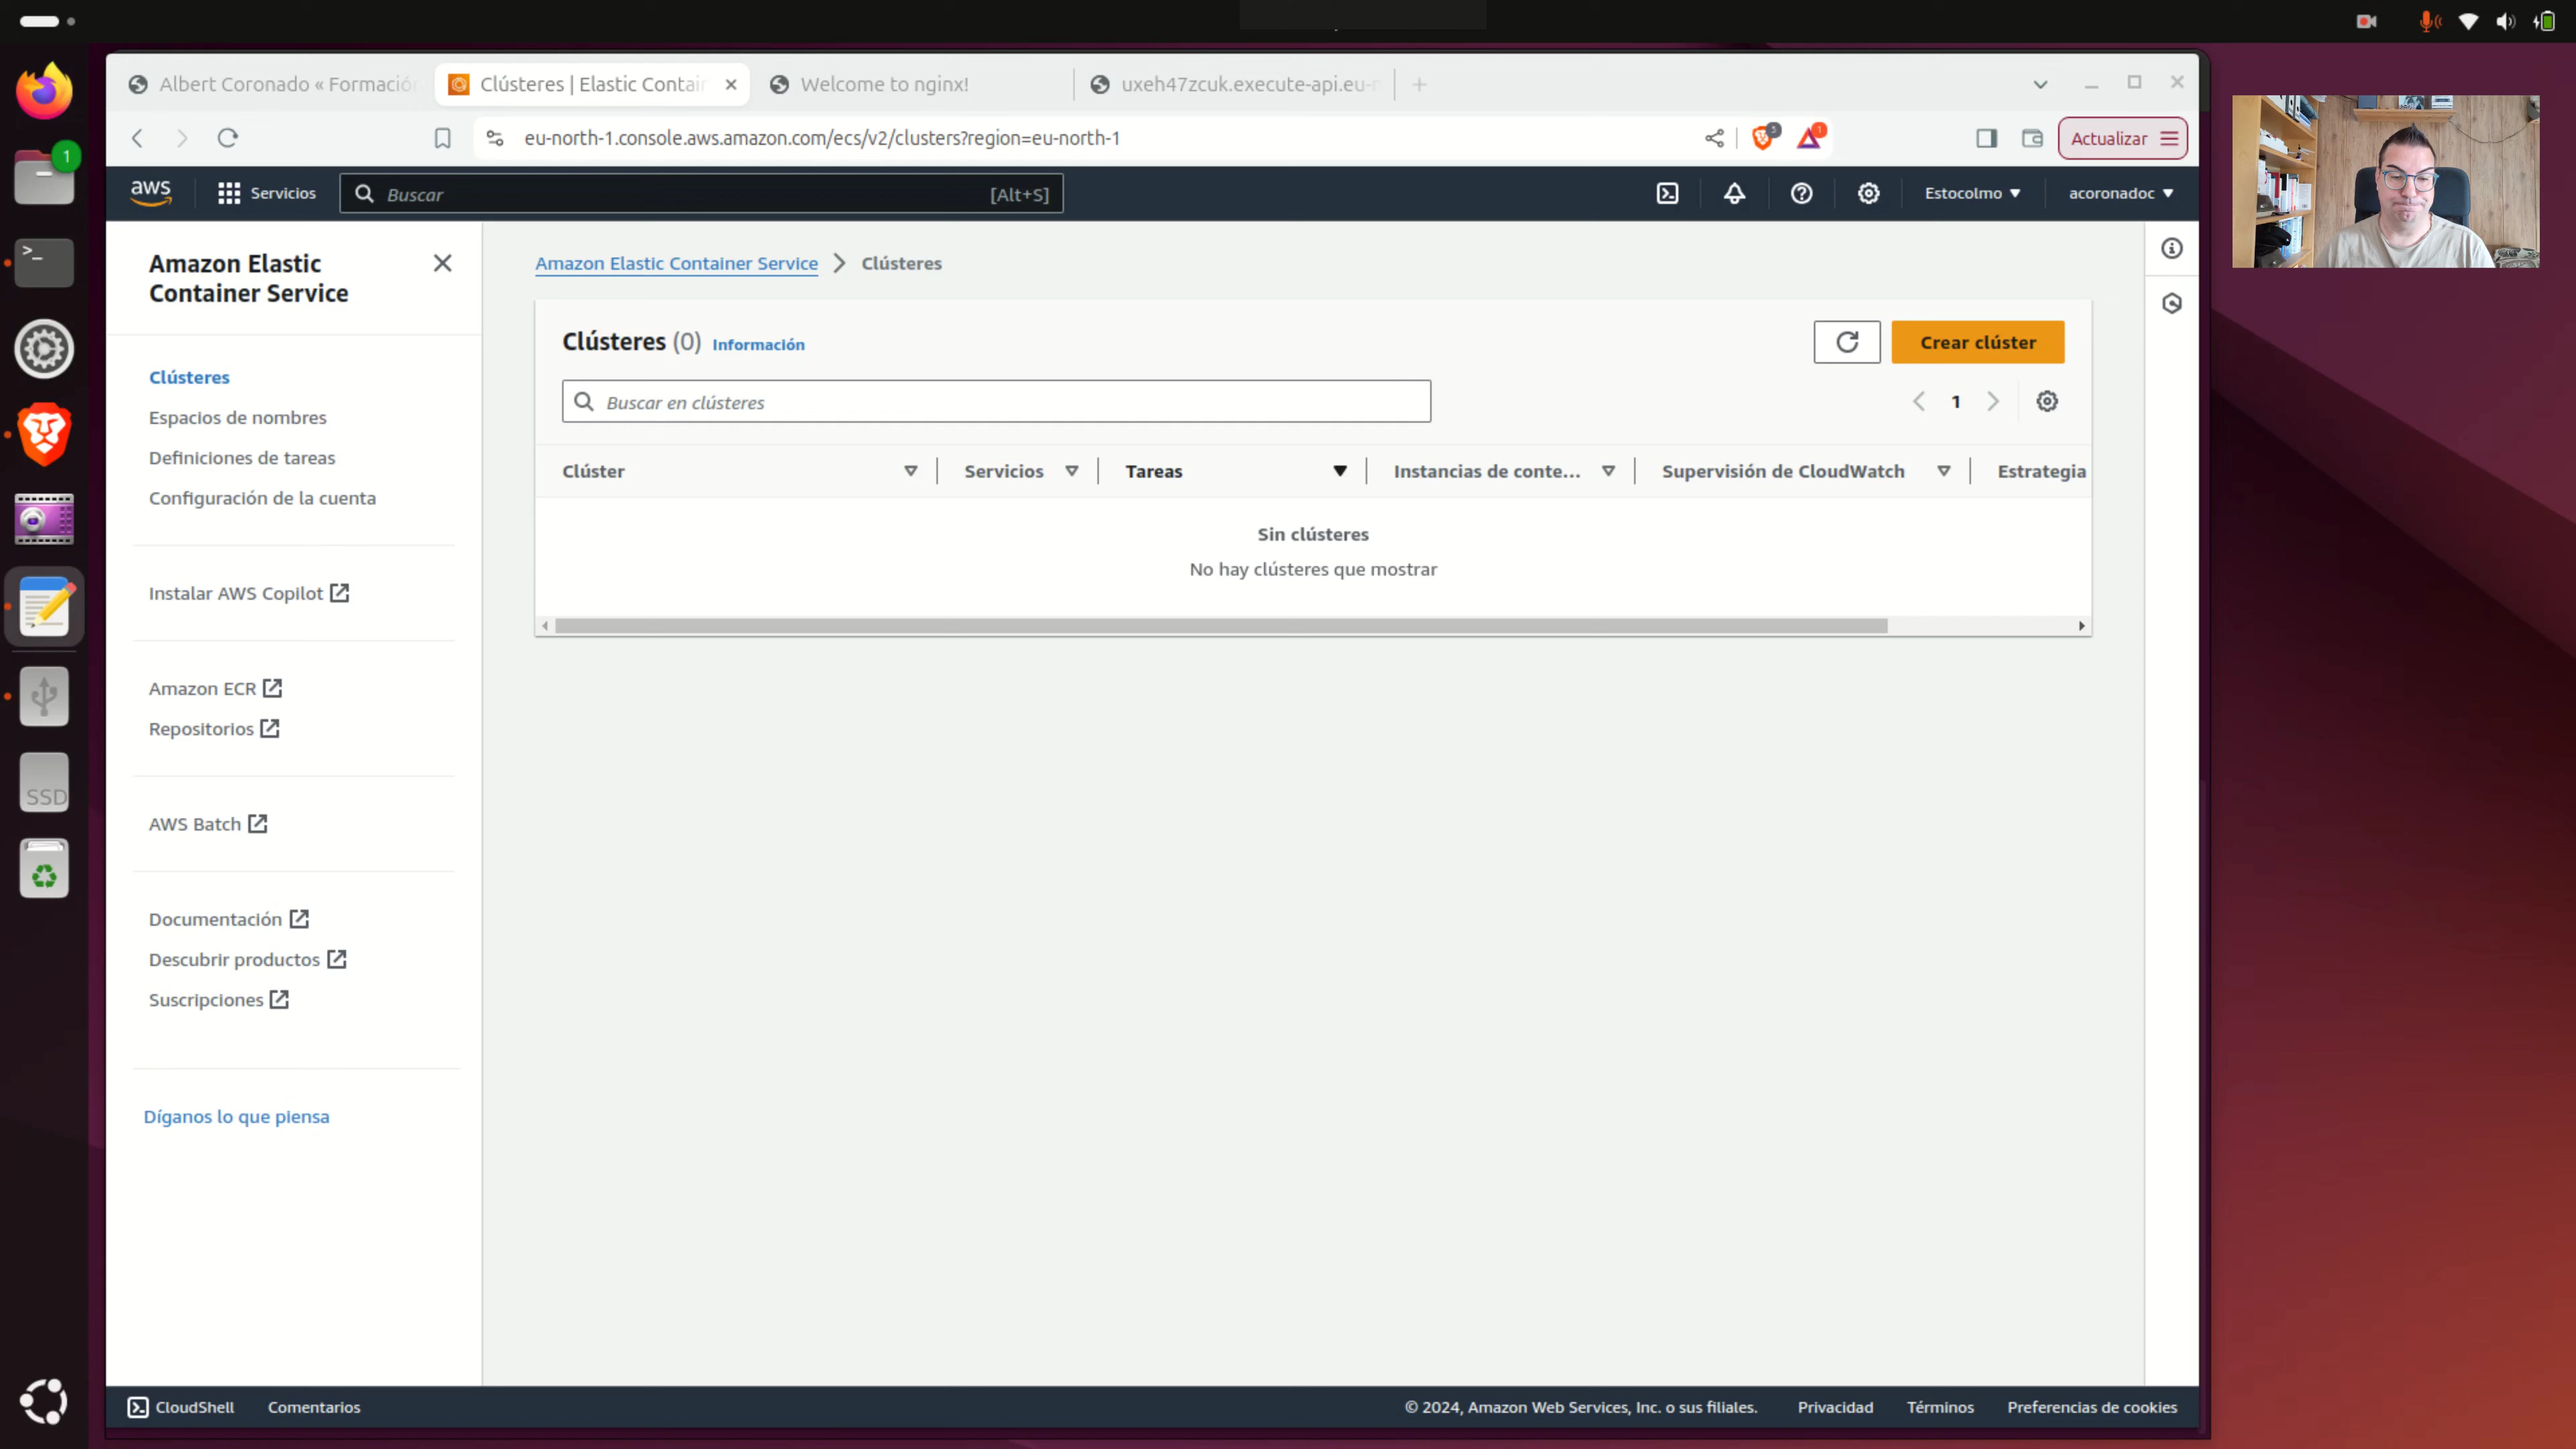 1
Albert Coronado « Formació
Clústeres | Elastic Contai
Welcome to nginx!
uxeh47zcuk.execute-api.eu-n
eu-north-1.console.aws.amazon.com/ecs/v2/clusters?region=eu-north-1
5
1
Actualizar
aws
Servicios
Buscar
[Alt+S]
Estocolmo
acoronadoc
Amazon Elastic
Container Service
Clústeres
Espacios de nombres
Definiciones de tareas
Configuración de la cuenta
Instalar AWS Copilot
Amazon ECR
Repositorios
AWS Batch
Documentación
Descubrir productos
Suscripciones
Díganos lo que piensa
Amazon Elastic Container Service
Clústeres
Clústeres (0) Información
Crear clúster
Buscar en clústeres
1
Clúster
Servicios
Tareas
Instancias de conte...
Supervisión de CloudWatch
Estrategia
Sin clústeres
No hay clústeres que mostrar
SSD
CloudShell
Comentarios
© 2024, Amazon Web Services, Inc. o sus filiales.
Privacidad
Términos
Preferencias de cookies